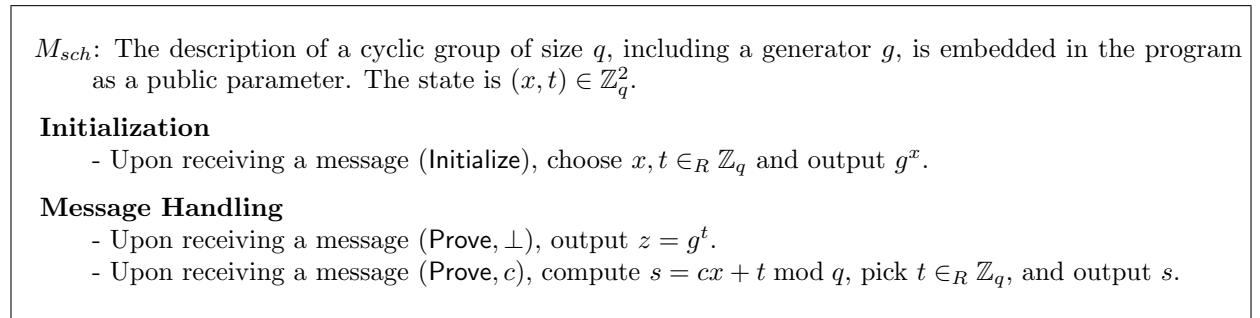 M_sch: The description of a cyclic group of size q, including a generator g, is embedded in the program
as a public parameter. The state is (x, t) ∈ ℤ_q^2.
Initialization
- Upon receiving a message (Initialize), choose x, t ∈_R ℤ_q and output g^x.
Message Handling
- Upon receiving a message (Prove, ⊥), output z = g^t.
- Upon receiving a message (Prove, c), compute s = cx + t mod q, pick t ∈_R ℤ_q, and output s.